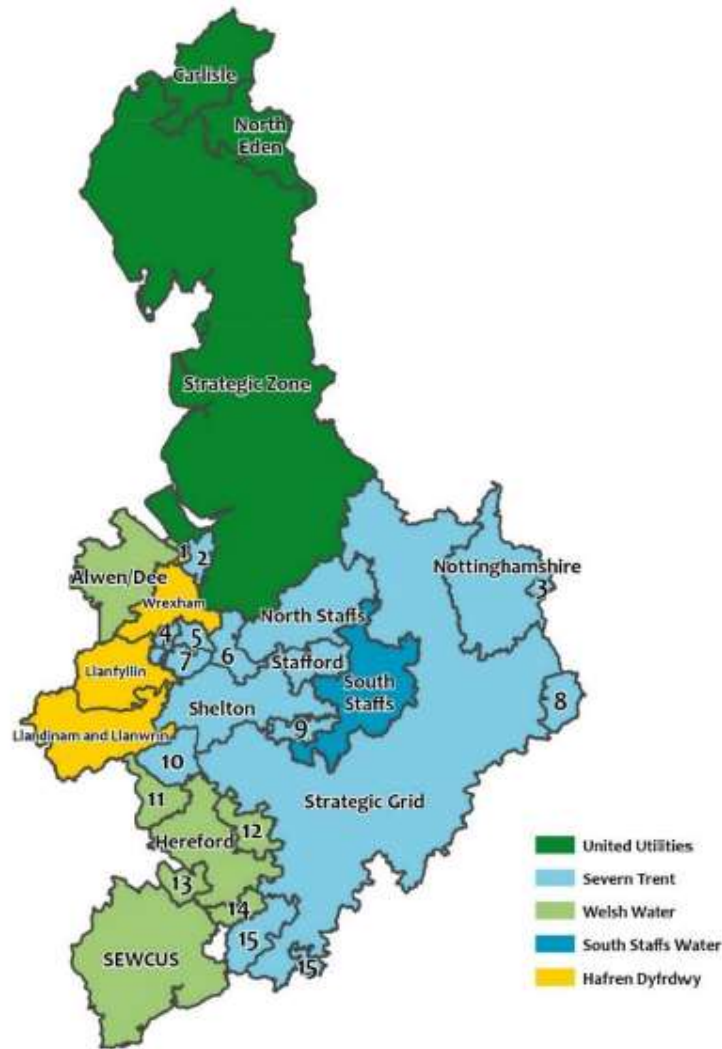 Carlisle
North
Eden
Strategic Zone
1
2
Alwen/Dee
Nottinghamshire
3
Wrexham
North Staffs
4
5
6
7
Stafford
Llanfyllin
South
Staffs
8
Shelton
9
Llandinam and Llanwrin
10
Strategic Grid
11
12
Hereford
13
14
15
15
SEWCUS
United Utilities
Severn Trent
Welsh Water
South Staffs Water
Hafren Dyfrdwy